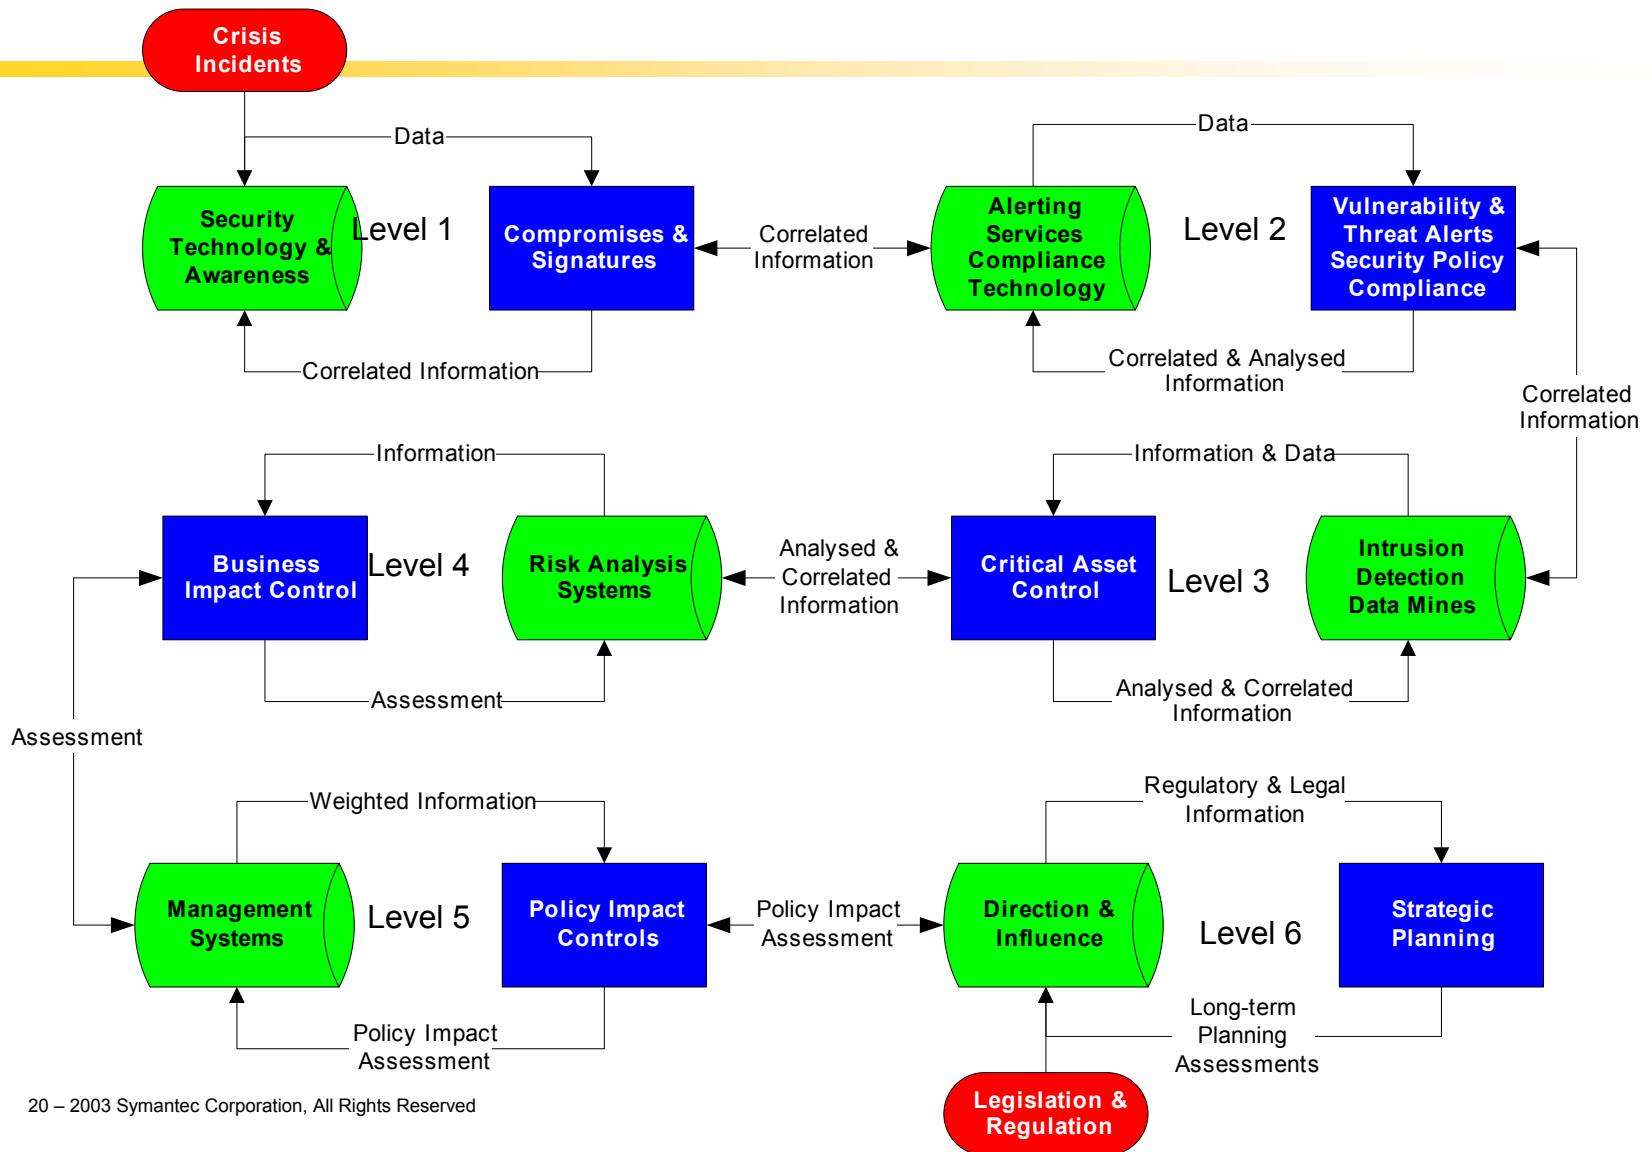 Crisis
Incidents
Data
Data
Security
Technology &
Awareness
Level 1
Compromises &
Signatures
Correlated
Information
Alerting
Services
Compliance
Technology
Level 2
Vulnerability &
Threat Alerts
Security Policy
Compliance
Correlated Information
Correlated & Analysed
Information
Correlated
Information
Information
Information & Data
Business
Impact Control
Level 4
Risk Analysis
Systems
Analysed &
Correlated
Information
Critical Asset
Control
Level 3
Intrusion
Detection
Data Mines
Assessment
Analysed & Correlated
Information
Assessment
Weighted Information
Regulatory & Legal
Information
Management
Systems
Level 5
Policy Impact
Controls
Policy Impact
Assessment
Direction &
Influence
Level 6
Strategic
Planning
Policy Impact
Assessment
Long-term
Planning
Assessments
Legislation &
Regulation
20 – 2003 Symantec Corporation, All Rights Reserved